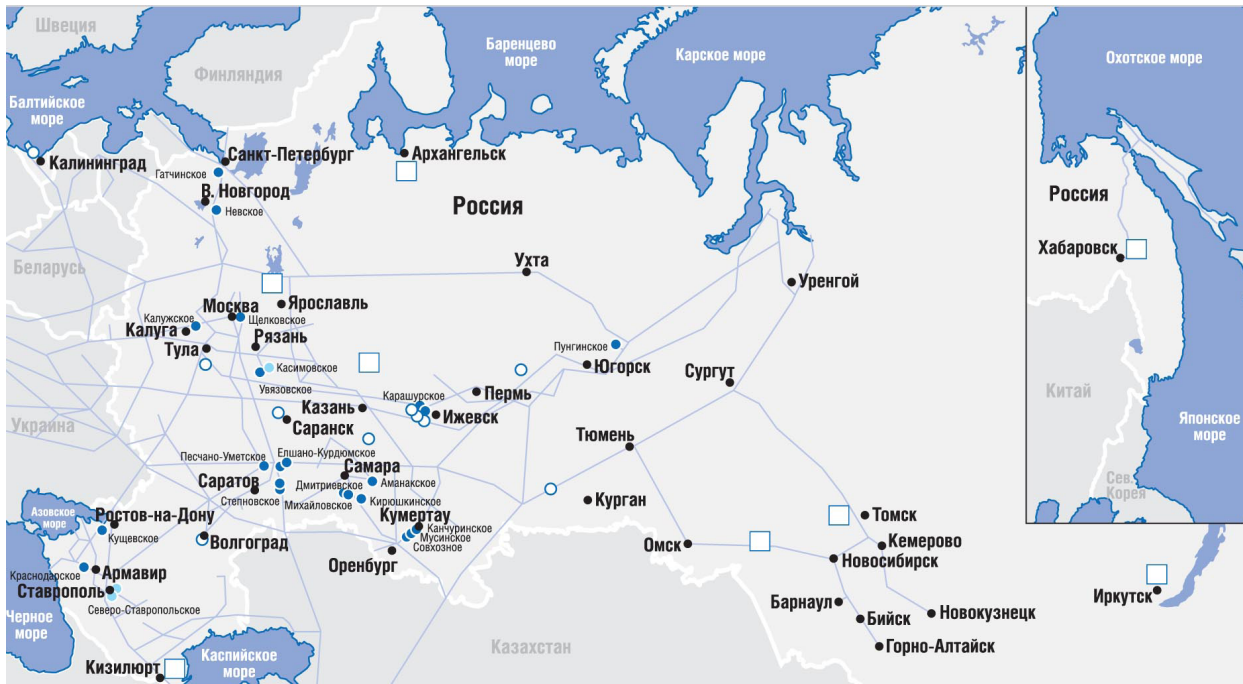 Швеция
Финляндия
Баренцево
море
Карское море
Охотское море
Балтийское
море
Калининград
Санкт-Петербург
Гатчинское
В. Новгород
Невское
Архангельск
Россия
Россия
Хабаровск
Беларусь
Ухта
Уренгой
Ярославль
Москва
Калужское
Щелковское
Калуга
Рязань
Тула
Касимовское
Увязовское
Пунгинское
Югорск
Сургут
Китай
Карашурское
Пермь
Казань
Ижевск
Саранск
Украина
Японское
море
Тюмень
Песчано-Уметское
Елшано-Курдюмское
Самара
Саратов
Дмитриевское
Аманакское
Степновское
Михайловское
Кирюшкинское
Курган
Сев.
Корея
Азовское
море
Ростов-на-Дону
Кущевское
Волгоград
Кумертау
Канчуринское
Мусинское
Совхозное
Оренбург
Томск
Омск
Кемерово
Новосибирск
Краснодарское
Армавир
Ставрополь
Северо-Ставропольское
Барнаул
Бийск
Новокузнецк
Иркутск
Черное
море
Казахстан
Горно-Алтайск
Каспийское
море
Кизилюрт